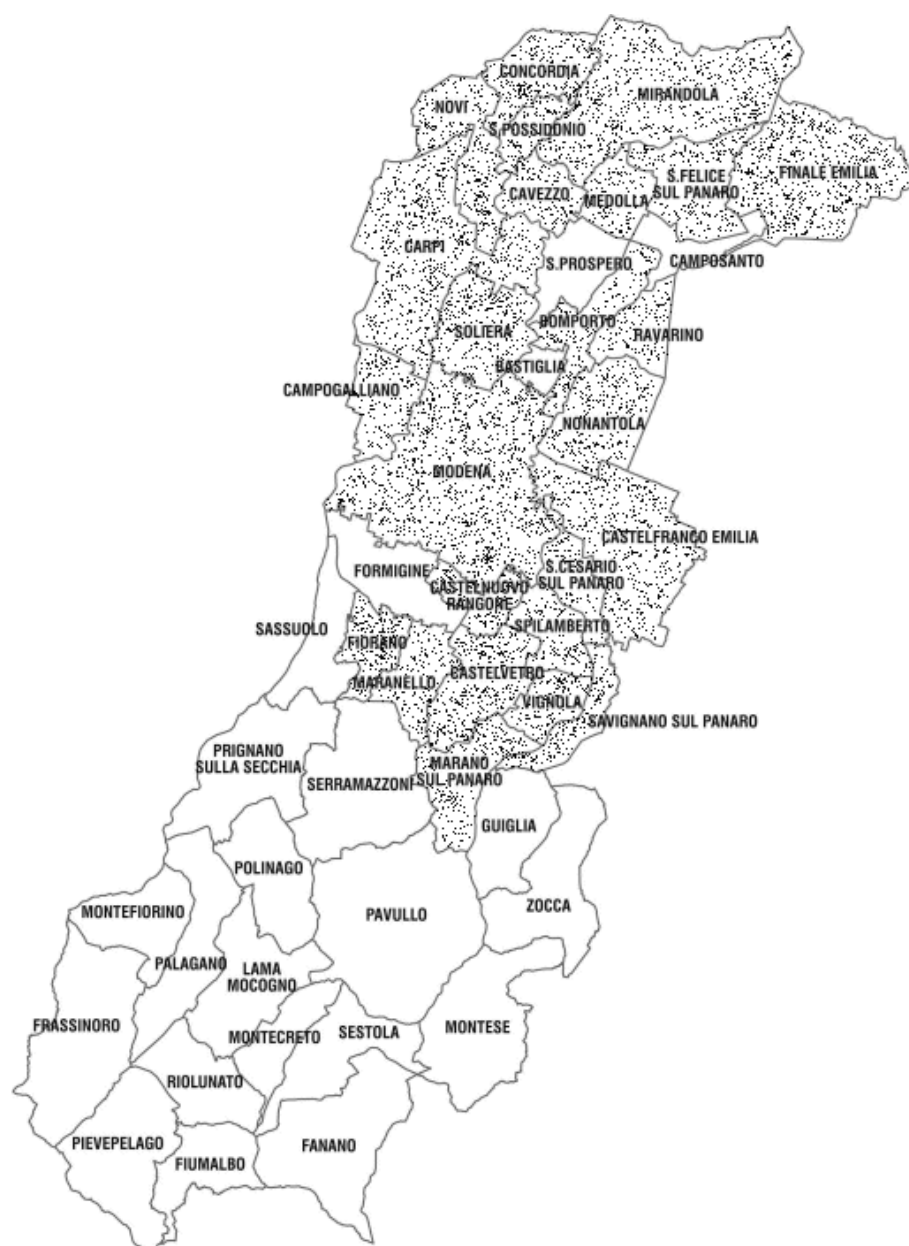 CONCORDIA
MIRANDOLA
NOVI
S.POSSIDONIO
FINALE EMILIA
S.FELICE
SUL PANARO
CAVEZZO
MEDOLLA
CARPI
S.PROSPERO
CAMPOSANTO
BOMPORTO
SOLIERA
RAVARINO
BASTIGLIA
CAMPOGALLIANO
NONANTOLA
MODENA
CASTELFRANCO EMILIA
FORMIGINE
S.CESARIO
SUL PANARO
CASTELNUOVO
RANGONE
SPILAMBERTO
SASSUOLO
FIORANO
CASTELVETRO
MARANELLO
VIGNOLA
SAVIGNANO SUL PANARO
PRIGNANO
SULLA SECCHIA
MARANO
SUL PANARO
SERRAMAZZONI
GUIGLIA
POLINAGO
ZOCCA
MONTEFIORINO
PAVULLO
PALAGANO
LAMA
MOCOGNO
FRASSINORO
MONTECRETO
SESTOLA
MONTESE
RIOLUNATO
PIEVEPELAGO
FANANO
FIUMALBO